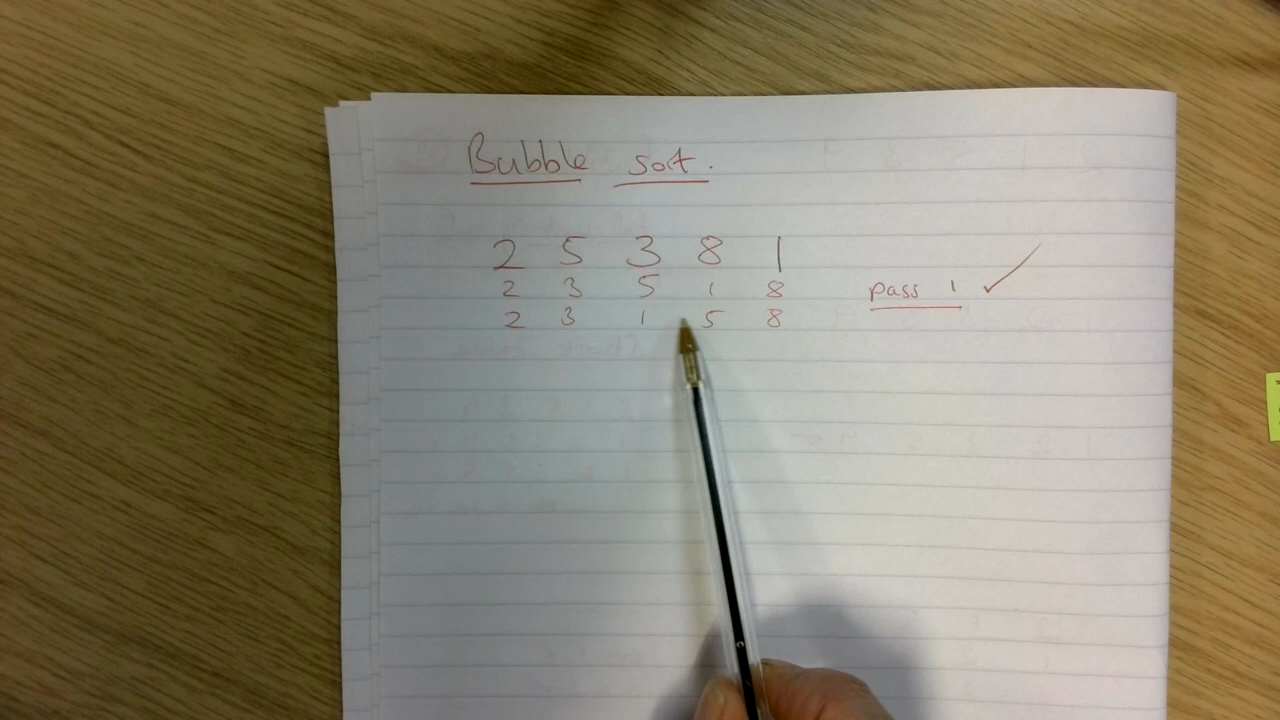 Bubble sort.
2 5 3 8 1
2 3 5 1 8 pass 1 ✓
2 3 1 5 8